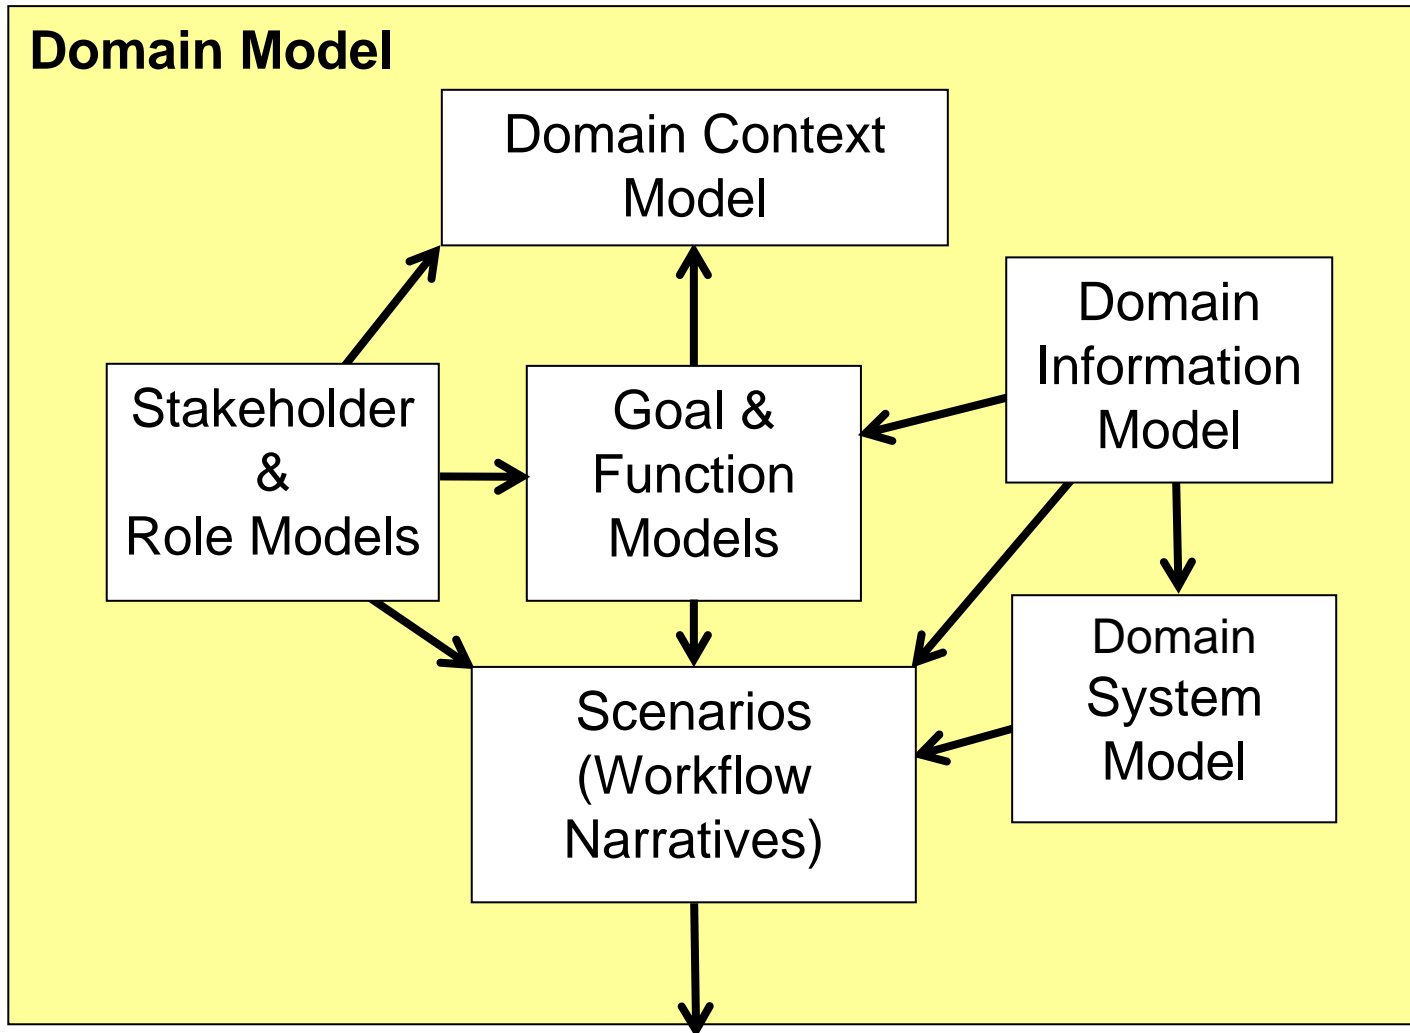 Domain Model
Domain Context
Model
Domain
Information
Model
Stakeholder
&
Role Models
Goal &
Function
Models
Domain
System
Model
Scenarios
(Workflow
Narratives)